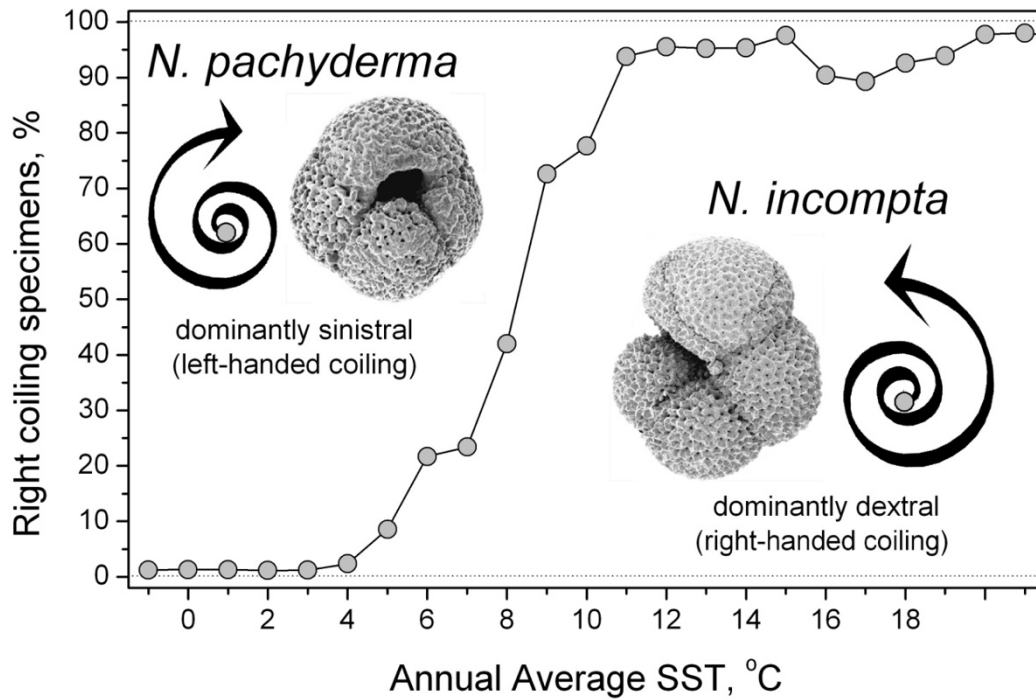 Right coiling specimens, %
100
90
80
70
60
50
40
30
20
10
0
N. pachyderma
dominantly sinistral
(left-handed coiling)
N. incompta
dominantly dextral
(right-handed coiling)
0 2 4 6 8 10 12 14 16 18
Annual Average SST, °C